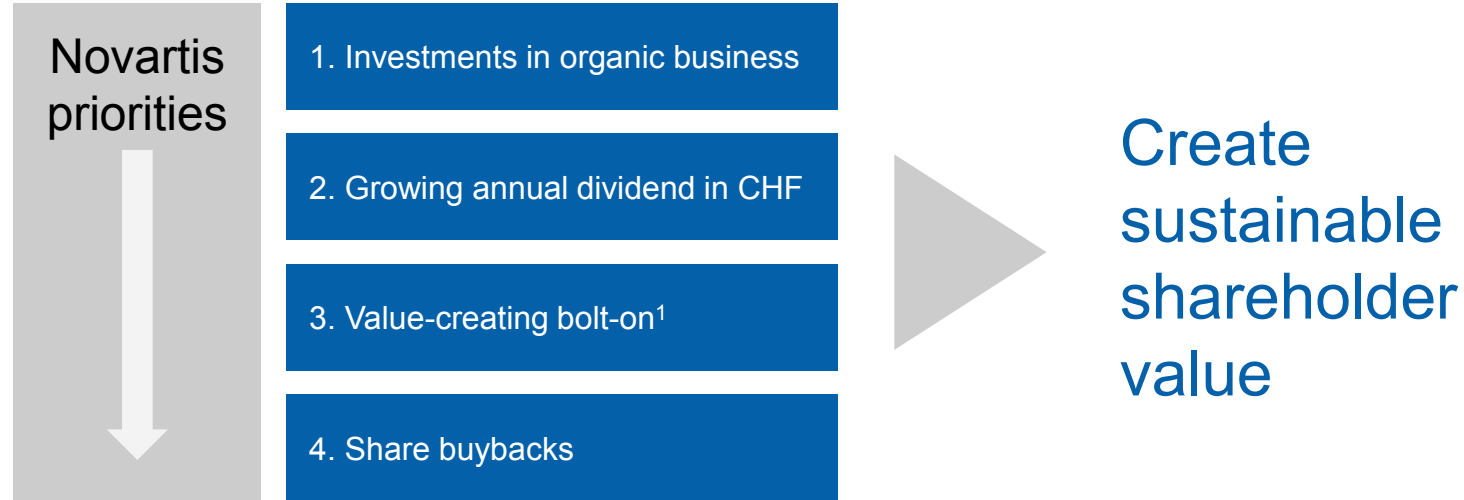 Novartis
priorities
1. Investments in organic business
2. Growing annual dividend in CHF
3. Value-creating bolt-on¹
4. Share buybacks
Create
sustainable
shareholder
value